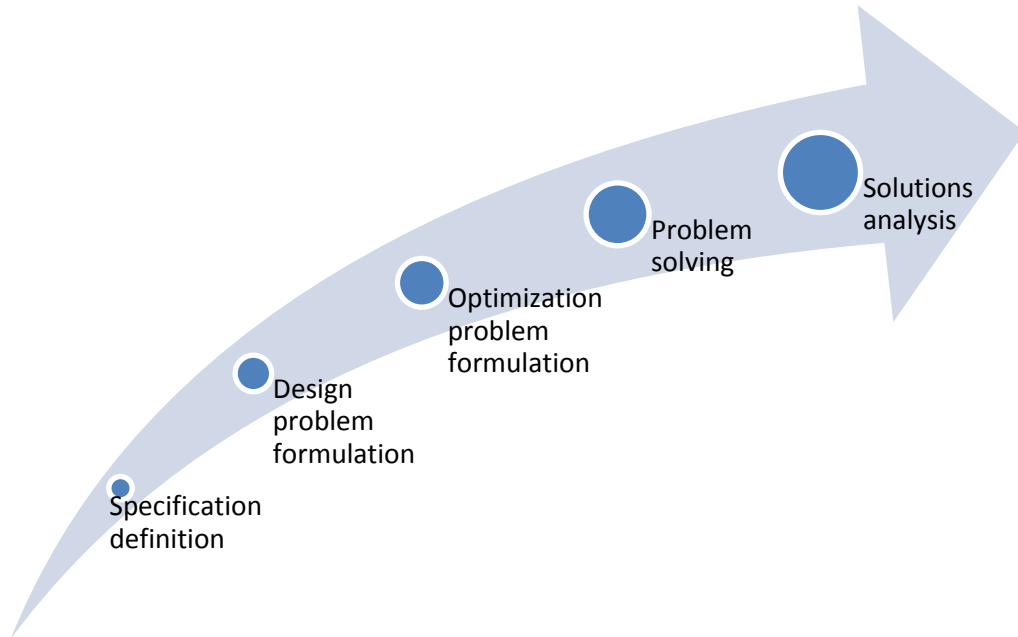 Specification
definition
Design
problem
formulation
Optimization
problem
formulation
Problem
solving
Solutions
analysis